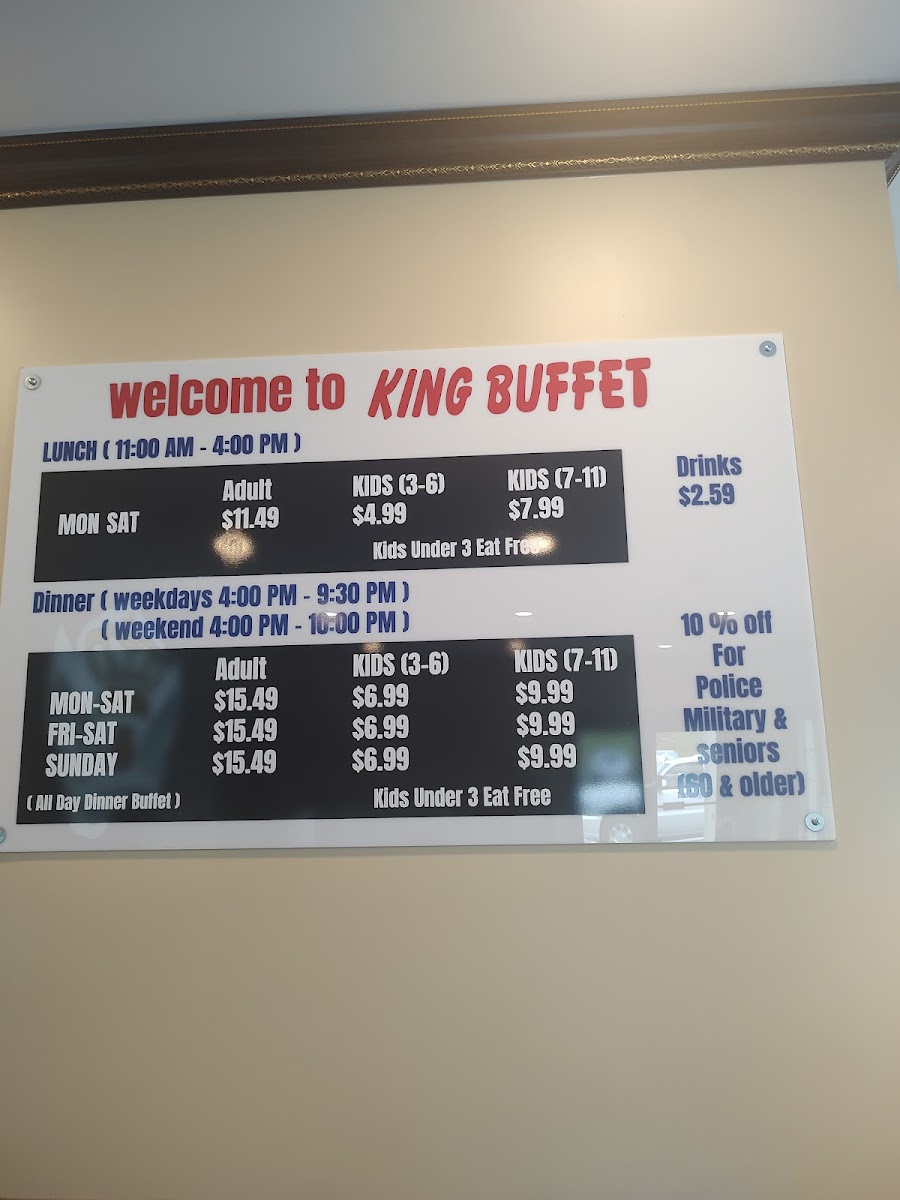 welcome to KING BUFFET
LUNCH ( 11:00 AM - 4:00 PM )
Adult KIDS (3-6) KIDS (7-11)
MON SAT $11.49 $4.99 $7.99
Kids Under 3 Eat Free
Dinner ( weekdays 4:00 PM - 9:30 PM )
( weekend 4:00 PM - 10:00 PM )
Adult KIDS (3-6) KIDS (7-11)
MON-SAT $15.49 $6.99 $9.99
FRI-SAT $15.49 $6.99 $9.99
SUNDAY $15.49 $6.99 $9.99
( All Day Dinner Buffet ) Kids Under 3 Eat Free
Drinks
$2.59
10 % off
For
Police
Military &
seniors
(60 & older)